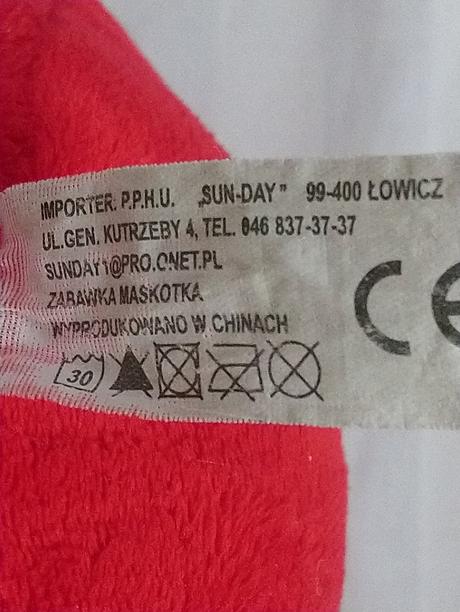 IMPORTER: P.P.H.U. „SUN-DAY” 99-400 ŁOWICZ
UL.GEN. KUTRZEBY 4, TEL. 046 837-37-37
SUNDAY1@PRO.ONET.PL
ZABAWKA MASKOTKA
WYPRODUKOWANO W CHINACH
30
CE